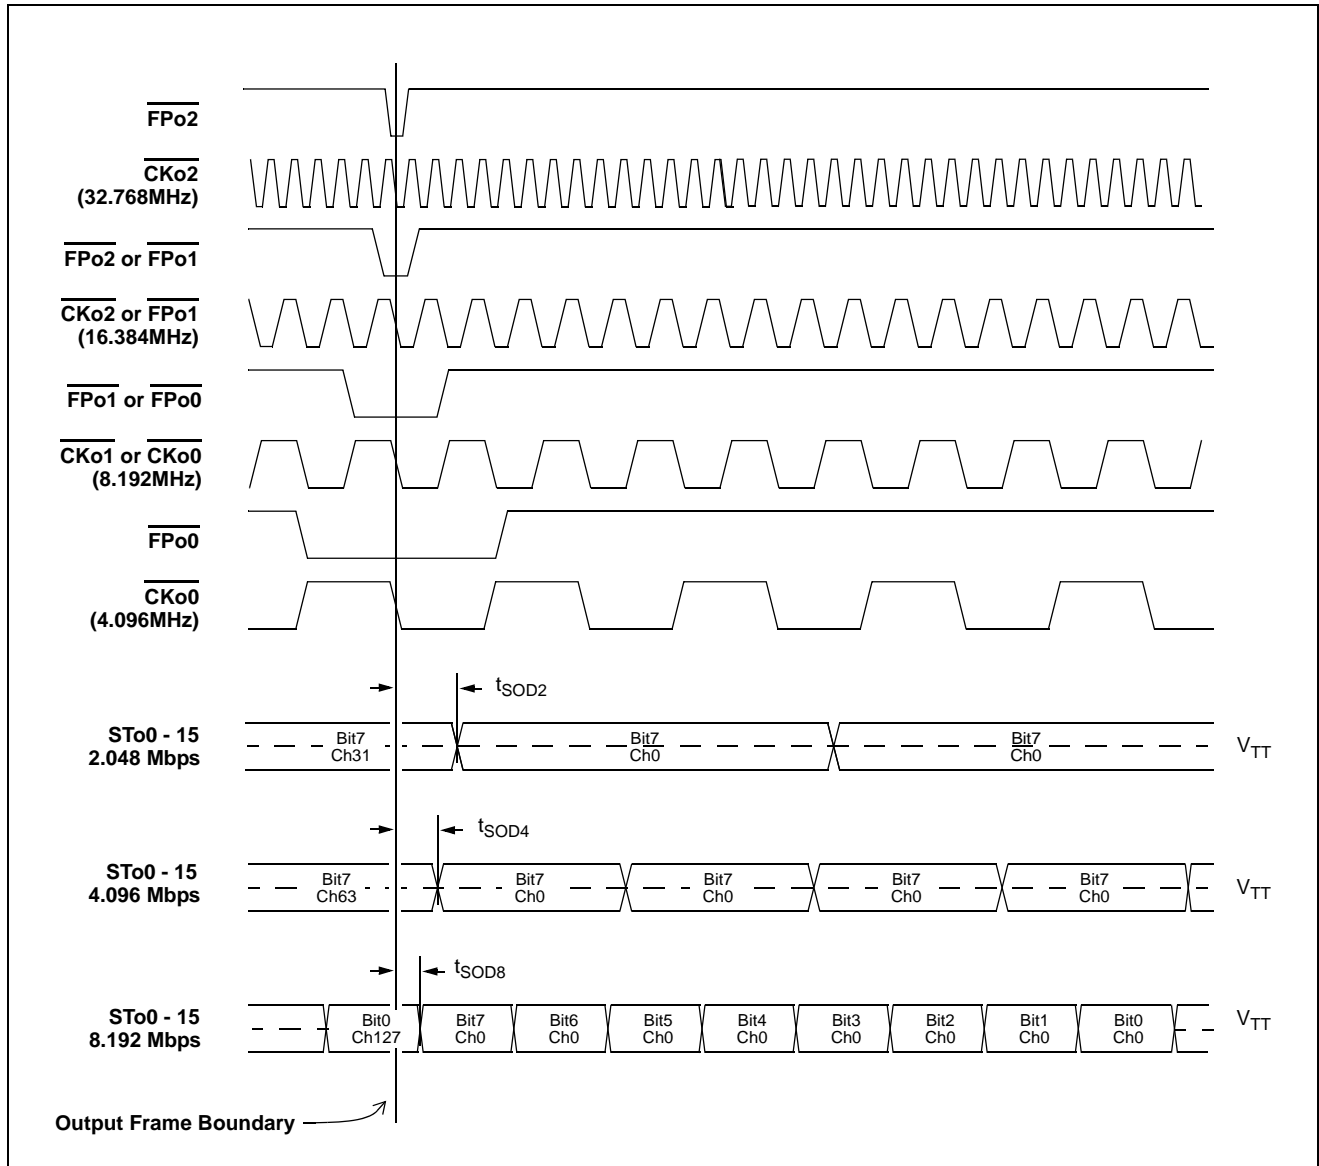 FPo2
CKo2
(32.768MHz)
FPo2 or FPo1
CKo2 or FPo1
(16.384MHz)
FPo1 or FPo0
CKo1 or CKo0
(8.192MHz)
FPo0
CKo0
(4.096MHz)
tSOD2
STo0 - 15
2.048 Mbps
Bit7
Ch31
Bit7
Ch0
Bit7
Ch0
VTT
tSOD4
STo0 - 15
4.096 Mbps
Bit7
Ch63
Bit7
Ch0
Bit7
Ch0
Bit7
Ch0
Bit7
Ch0
VTT
tSOD8
STo0 - 15
8.192 Mbps
Bit0
Ch127
Bit7
Ch0
Bit6
Ch0
Bit5
Ch0
Bit4
Ch0
Bit3
Ch0
Bit2
Ch0
Bit1
Ch0
Bit0
Ch0
VTT
Output Frame Boundary